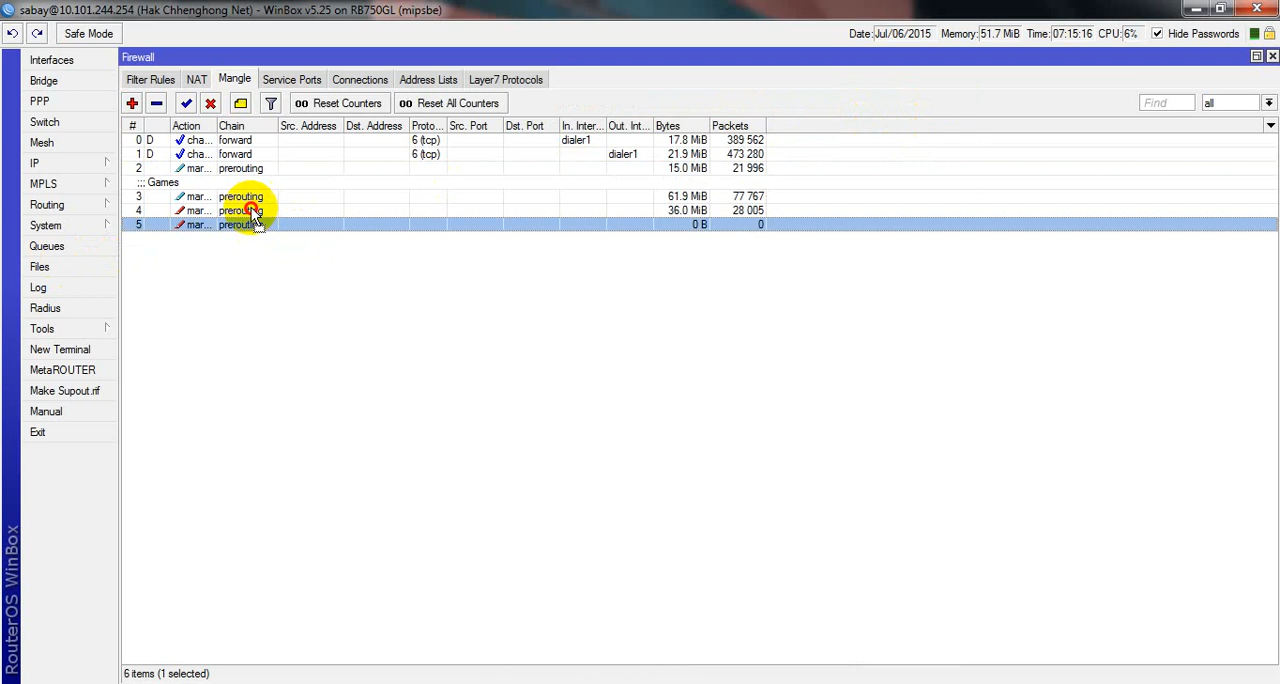 sabay@10.101.244.254 (Hak Chhenghong Net) - WinBox v5.25 on RB750GL (mipsbe)
Safe Mode Date: Jul/06/2015 Memory: 51.7 MiB Time: 07:15:16 CPU: 6% Hide Passwords
Interfaces
Bridge
PPP
Switch
Mesh
IP
MPLS
Routing
System
Queues
Files
Log
Radius
Tools
New Terminal
MetaROUTER
Make Supout.rif
Manual
Exit
RouterOS WinBox
Firewall
Filter Rules NAT Mangle Service Ports Connections Address Lists Layer7 Protocols
00 Reset Counters 00 Reset All Counters Find all
# Action Chain Src. Address Dst. Address Proto... Src. Port Dst. Port In. Inter... Out. Int... Bytes Packets
0 D cha... forward 6 (tcp) dialer1 17.8 MiB 389 562
1 D cha... forward 6 (tcp) dialer1 21.9 MiB 473 280
2 mar... prerouting 15.0 MiB 21 996
::: Games
3 mar... prerouting 61.9 MiB 77 767
4 mar... prerouting 36.0 MiB 28 005
5 mar... prerouting 0 B 0
6 items (1 selected)